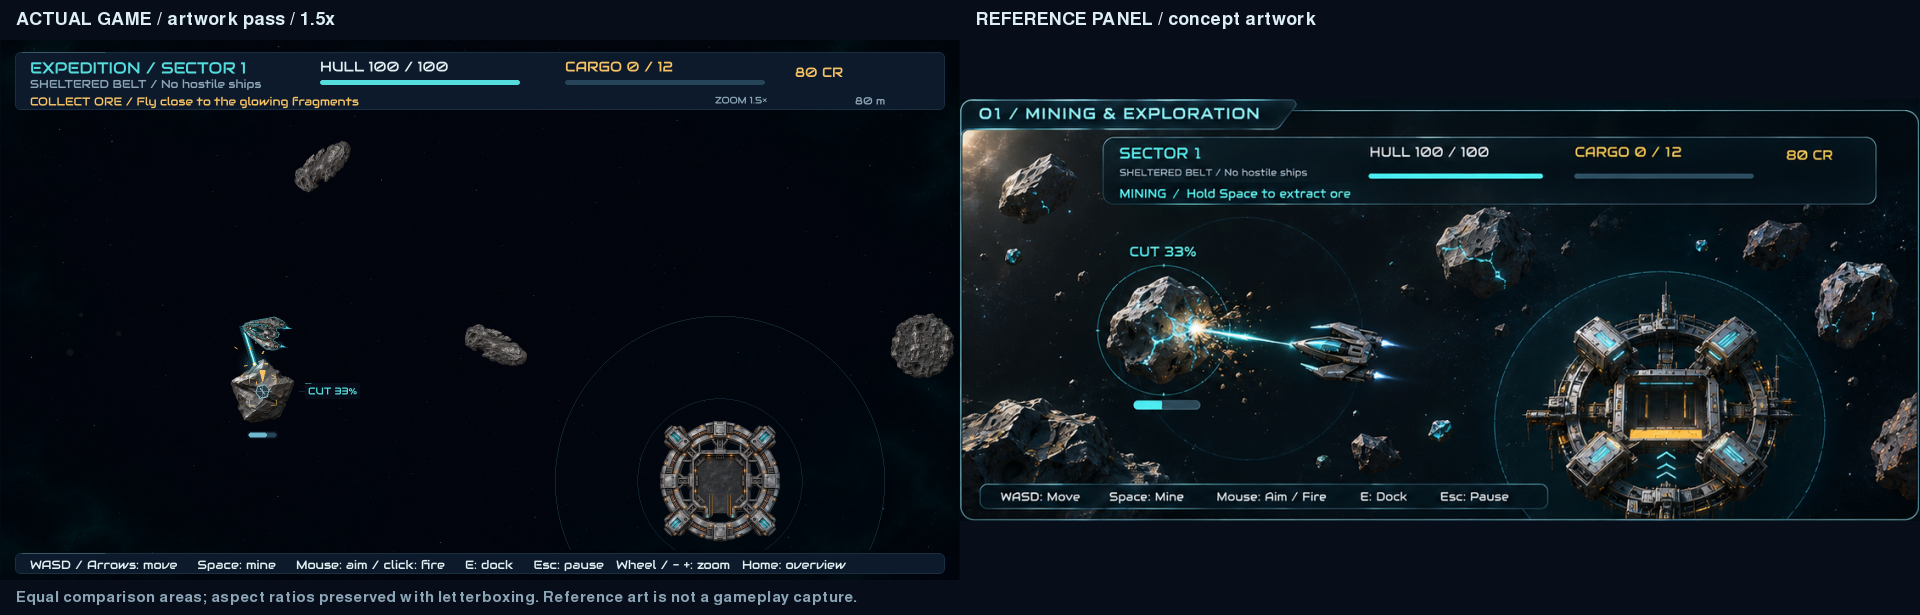 ACTUAL GAME / artwork pass / 1.5x
EXPEDITION / SECTOR 1
SHELTERED BELT / No hostile ships
COLLECT ORE / Fly close to the glowing fragments
HULL 100 / 100
CARGO 0 / 12
80 CR
ZOOM 1.5×
80 m
CUT 33%
WASD / Arrows: move Space: mine Mouse: aim / click: fire E: dock Esc: pause Wheel / - +: zoom Home: overview
REFERENCE PANEL / concept artwork
01 / MINING & EXPLORATION
SECTOR 1
SHELTERED BELT / No hostile ships
MINING / Hold Space to extract ore
HULL 100 / 100
CARGO 0 / 12
80 CR
CUT 33%
WASD: Move Space: Mine Mouse: Aim / Fire E: Dock Esc: Pause
Equal comparison areas; aspect ratios preserved with letterboxing. Reference art is not a gameplay capture.